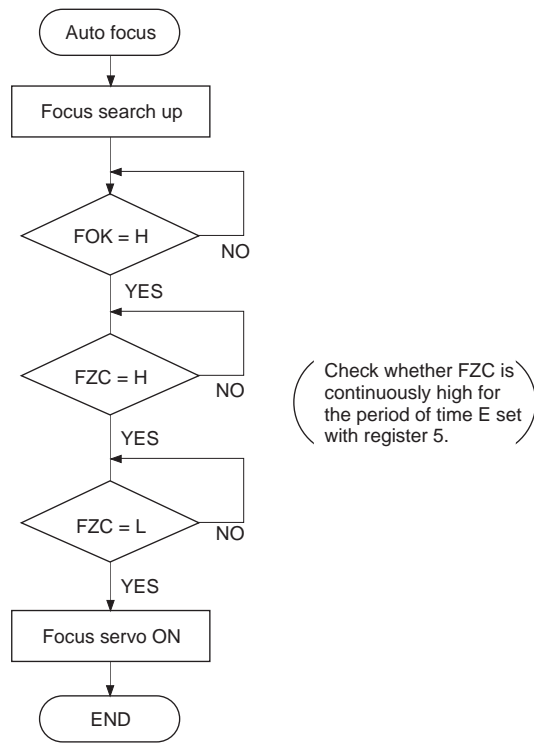 Auto focus
Focus search up
FOK = H
NO
YES
FZC = H
NO
Check whether FZC is
continuously high for
the period of time E set
with register 5.
YES
FZC = L
NO
YES
Focus servo ON
END